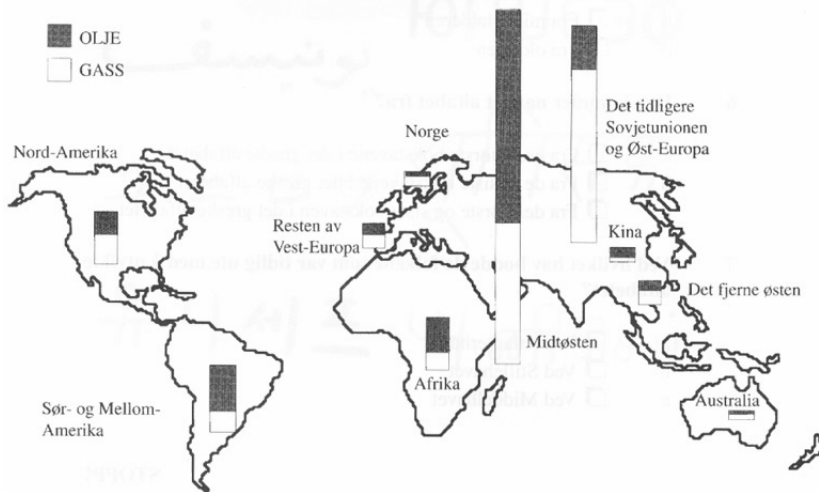 OLJE
GASS
Det tidligere
Sovjetunionen
og Øst-Europa
Norge
Nord-Amerika
Resten av
Vest-Europa
Kina
Det fjerne østen
Midtøsten
Afrika
Sør- og Mellom-
Amerika
Australia